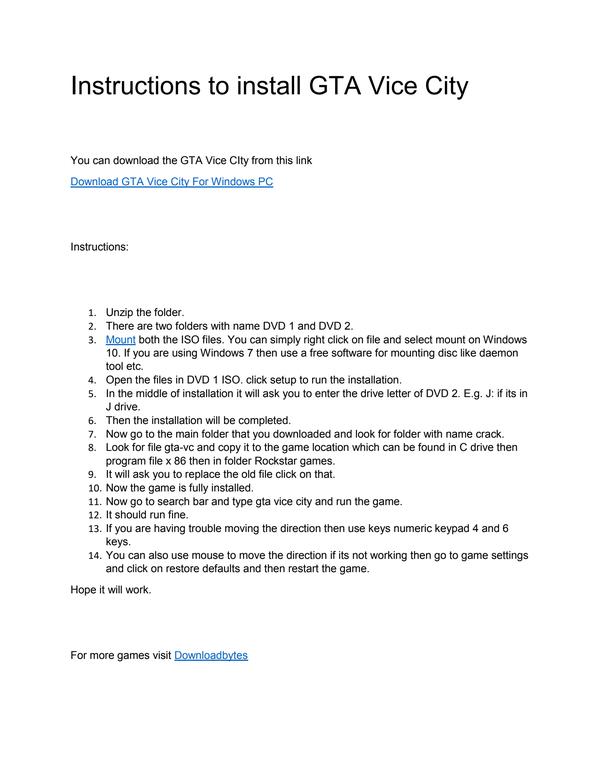 Instructions to install GTA Vice City
You can download the GTA Vice CIty from this link
Download GTA Vice City For Windows PC
Instructions:
1. Unzip the folder.
2. There are two folders with name DVD 1 and DVD 2.
3. Mount both the ISO files. You can simply right click on file and select mount on Windows
10. If you are using Windows 7 then use a free software for mounting disc like daemon
tool etc.
4. Open the files in DVD 1 ISO. click setup to run the installation.
5. In the middle of installation it will ask you to enter the drive letter of DVD 2. E.g. J: if its in
J drive.
6. Then the installation will be completed.
7. Now go to the main folder that you downloaded and look for folder with name crack.
8. Look for file gta-vc and copy it to the game location which can be found in C drive then
program file x 86 then in folder Rockstar games.
9. It will ask you to replace the old file click on that.
10. Now the game is fully installed.
11. Now go to search bar and type gta vice city and run the game.
12. It should run fine.
13. If you are having trouble moving the direction then use keys numeric keypad 4 and 6
keys.
14. You can also use mouse to move the direction if its not working then go to game settings
and click on restore defaults and then restart the game.
Hope it will work.
For more games visit Downloadbytes